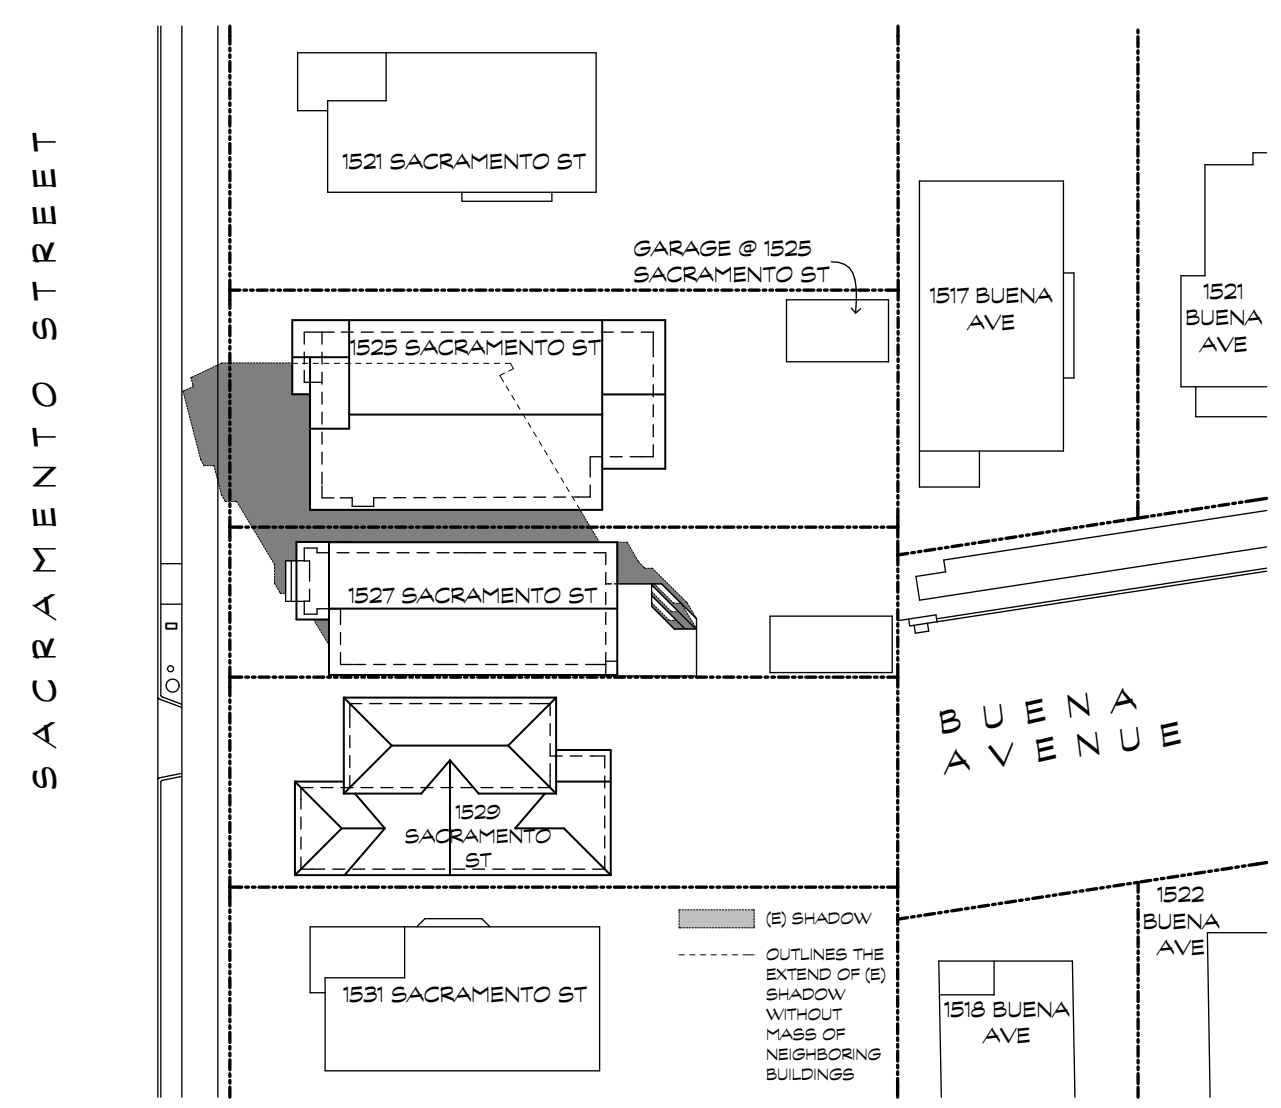 SACRAMENTO STREET
1521 SACRAMENTO ST
GARAGE @ 1525
SACRAMENTO ST
1517 BUENA
AVE
1521
BUENA
AVE
1525 SACRAMENTO ST
1527 SACRAMENTO ST
BUENA
AVENUE
1529
SACRAMENTO
ST
1522
BUENA
AVE
(E) SHADOW
OUTLINES THE
EXTEND OF (E)
SHADOW
WITHOUT
MASS OF
NEIGHBORING
BUILDINGS
1531 SACRAMENTO ST
1518 BUENA
AVE